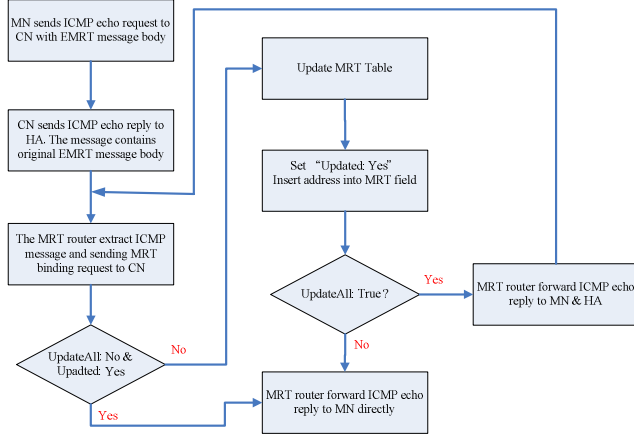 MN sends ICMP echo request to
CN with EMRT message body
CN sends ICMP echo reply to
HA. The message contains
original EMRT message body
The MRT router extract ICMP
message and sending MRT
binding request to CN
UpdateAll: No &
Upadted: Yes
No
Yes
Update MRT Table
Set “Updated: Yes”
Insert address into MRT field
UpdateAll: True？
Yes
No
MRT router forward ICMP echo
reply to MN & HA
MRT router forward ICMP echo
reply to MN directly